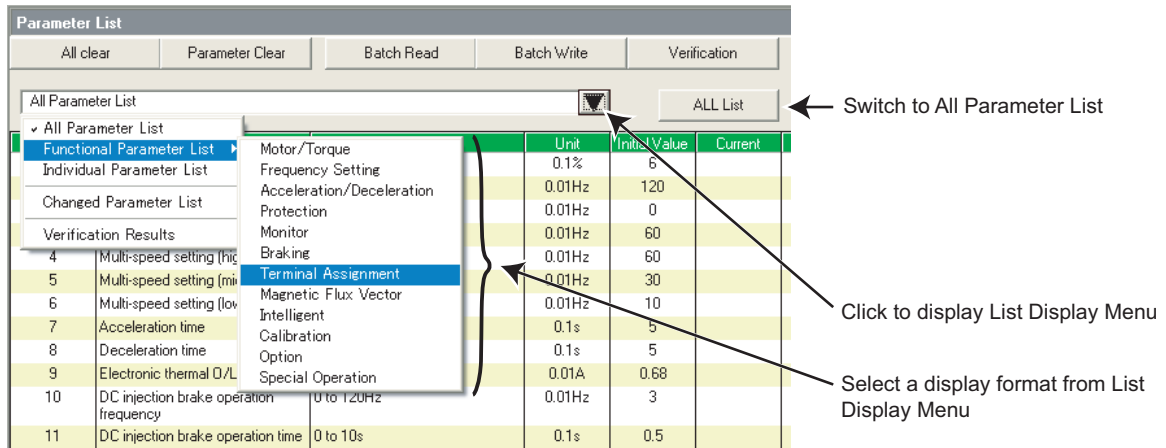 Parameter List
All clear Parameter Clear Batch Read Batch Write Verification
All Parameter List ALL List Switch to All Parameter List
✓ All Parameter List
Functional Parameter List
Individual Parameter List
Changed Parameter List
Verification Results
Motor/Torque
Frequency Setting
Acceleration/Deceleration
Protection
Monitor
Braking
Terminal Assignment
Magnetic Flux Vector
Intelligent
Calibration
Option
Special Operation
Unit Initial Value Current
0.1% 6
0.01Hz 120
0.01Hz 0
0.01Hz 60
4 Multi-speed setting (hig 0.01Hz 60
5 Multi-speed setting (mi 0.01Hz 30
6 Multi-speed setting (lo 0.01Hz 10
7 Acceleration time 0.1s 5
8 Deceleration time 0.1s 5
9 Electronic thermal O/L 0.01A 0.68
10 DC injection brake operation 0 to 120Hz 0.01Hz 3
frequency
11 DC injection brake operation time 0 to 10s 0.1s 0.5
Click to display List Display Menu
Select a display format from List
Display Menu